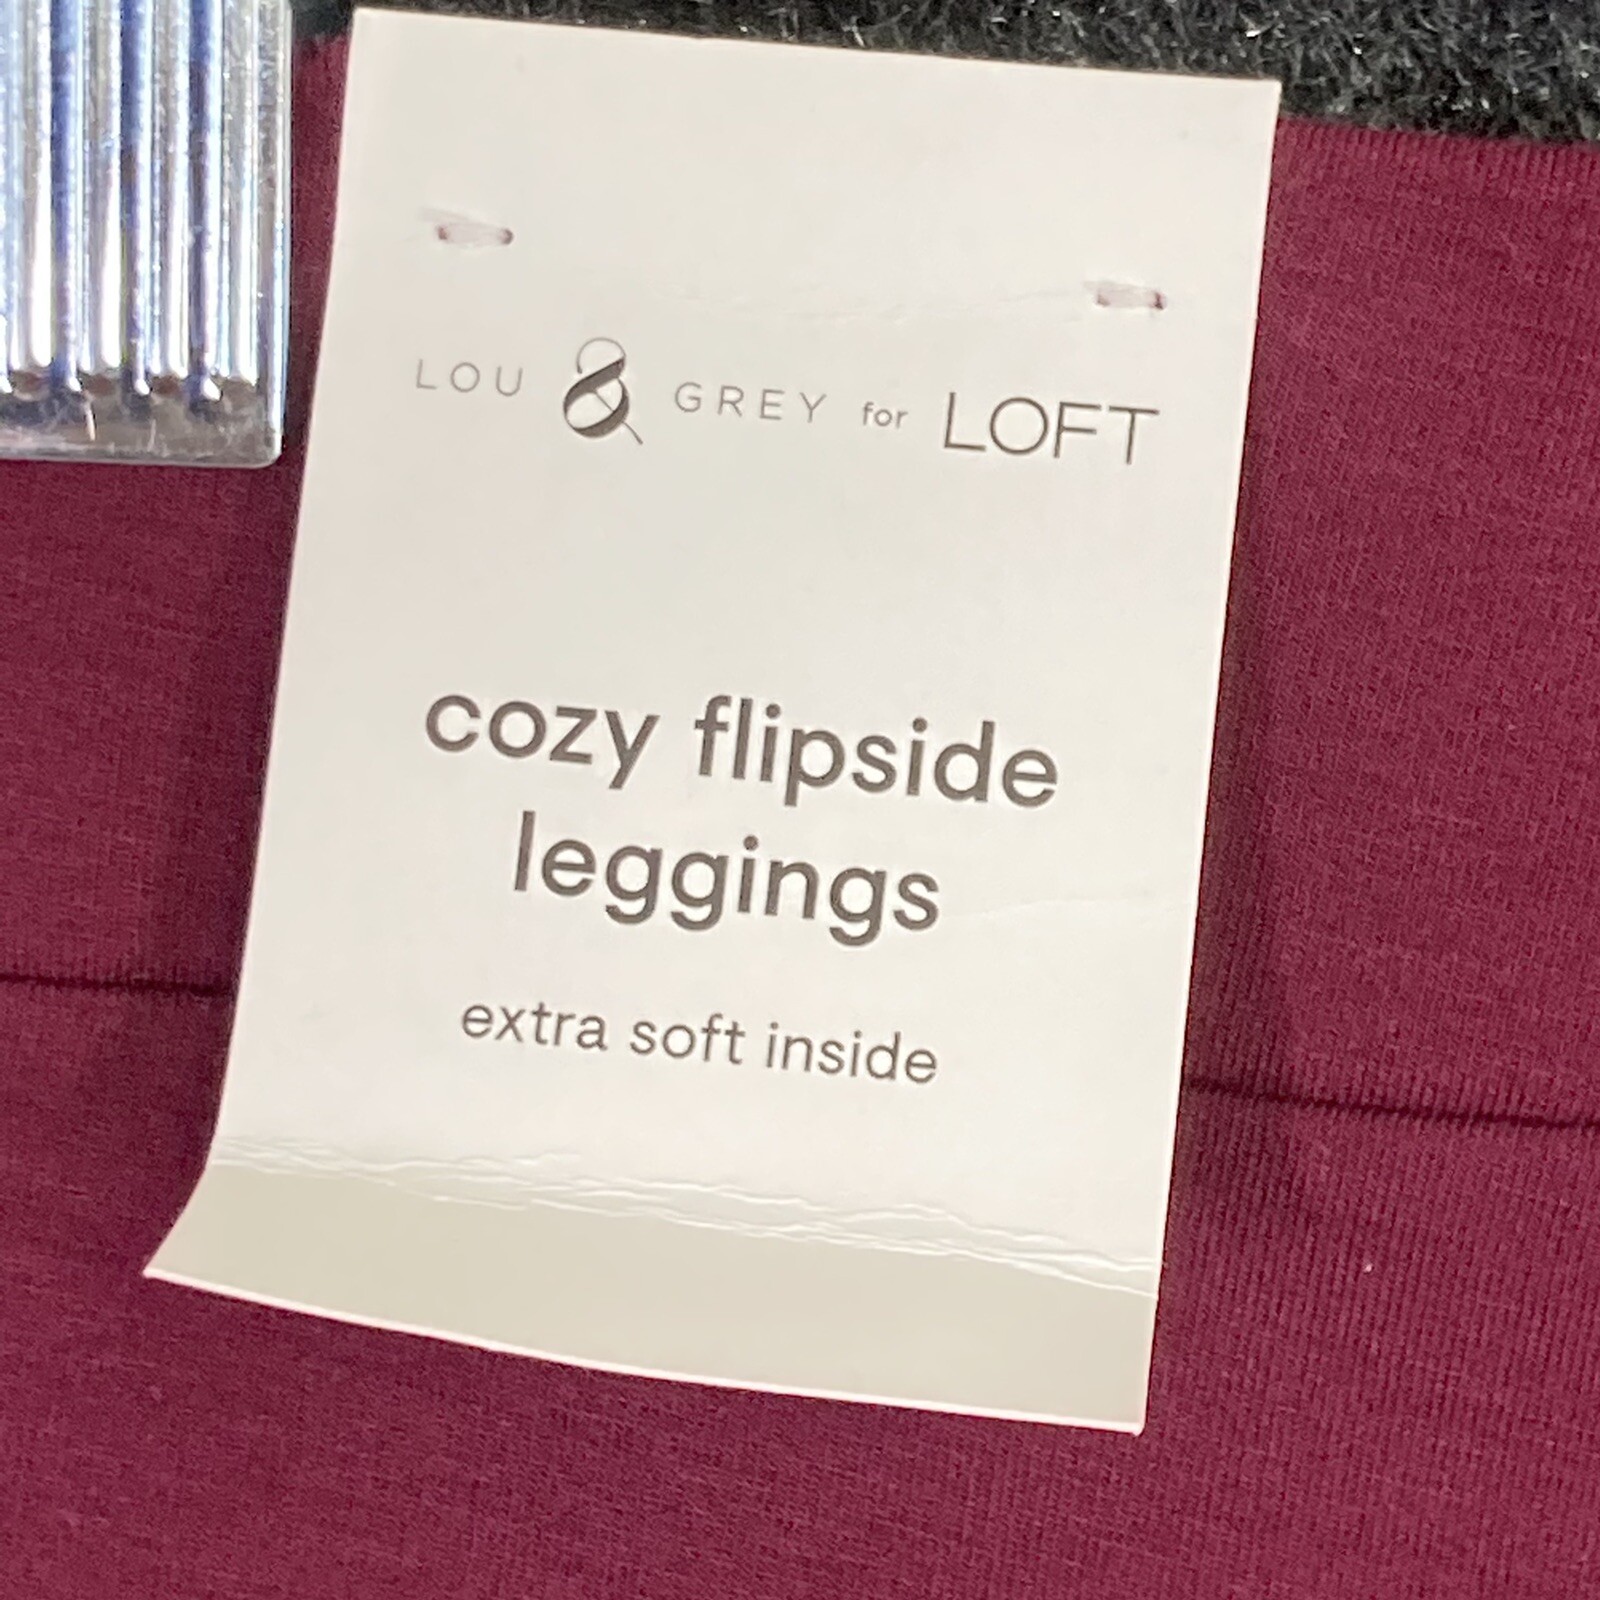 LOU & GREY for LOFT
cozy flipside
leggings
extra soft inside